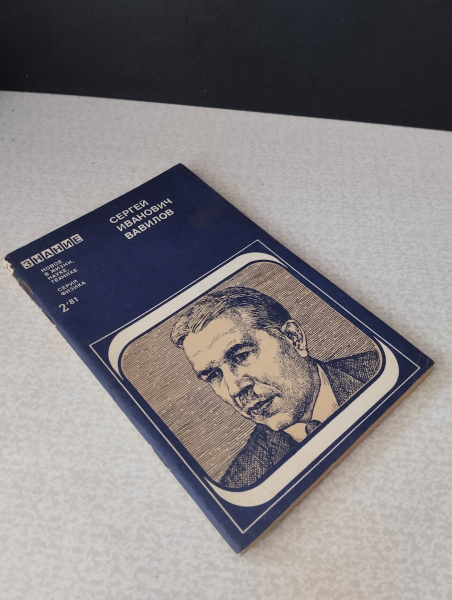 ЗНАНИЕ
НОВОЕ
В ЖИЗНИ,
НАУКЕ,
ТЕХНИКЕ
СЕРИЯ
ФИЗИКА
2/81
СЕРГЕЙ
ИВАНОВИЧ
ВАВИЛОВ